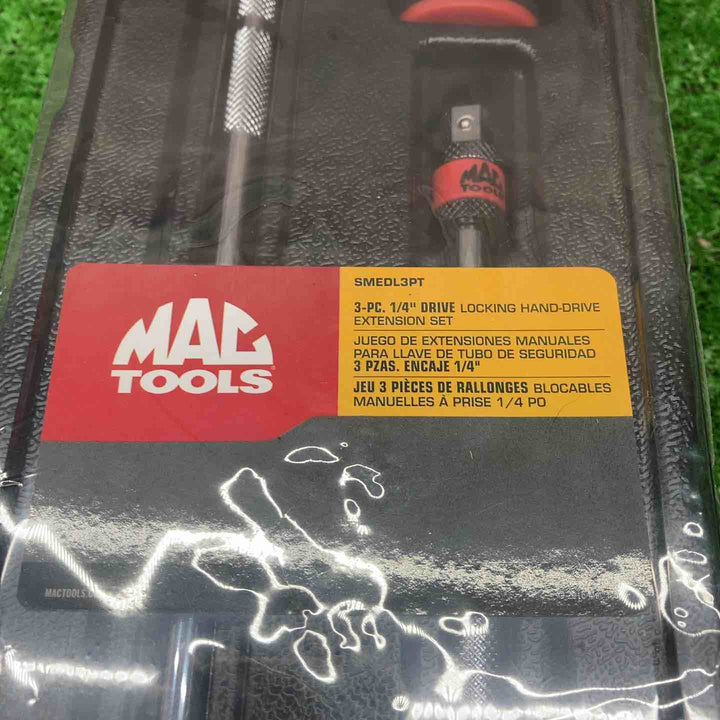 MAC
TOOLS
MAC
TOOLS®
SMEDL3PT
3-PC. 1/4" DRIVE LOCKING HAND-DRIVE
EXTENSION SET
JUEGO DE EXTENSIONES MANUALES
PARA LLAVE DE TUBO DE SEGURIDAD
3 PZAS. ENCAJE 1/4"
JEU 3 PIÈCES DE RALLONGES BLOCABLES
MANUELLES À PRISE 1/4 PO